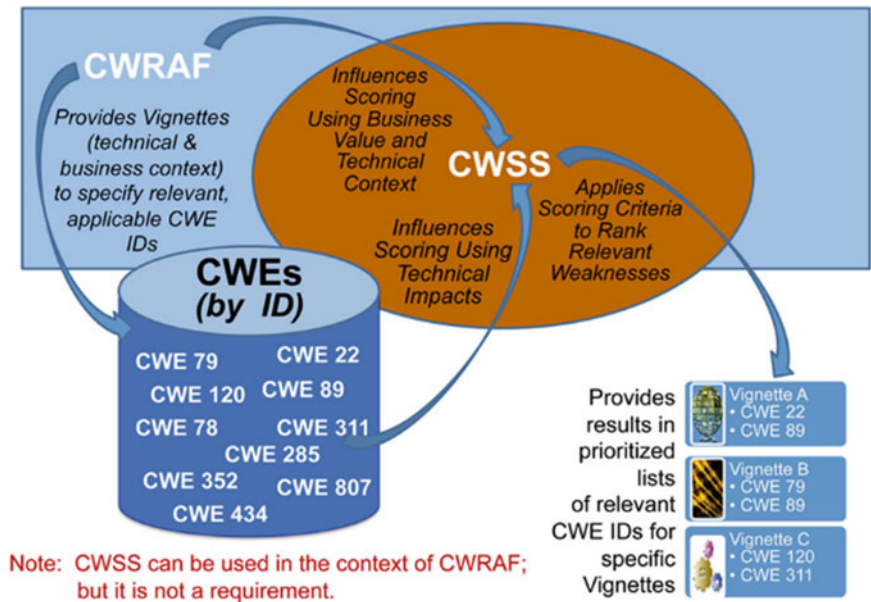 CWRAF
Provides Vignettes
(technical &
business context)
to specify relevant,
applicable CWE
IDs
Influences
Scoring
Using Business
Value and
Technical
Context
CWSS
Influences
Scoring Using
Technical
Impacts
Applies
Scoring Criteria
to Rank
Relevant
Weaknesses
CWEs
(by ID)
CWE 79
CWE 22
CWE 120
CWE 89
CWE 78
CWE 311
CWE 285
CWE 352
CWE 807
CWE 434
Provides
results in
prioritized
lists
of relevant
CWE IDs for
specific
Vignettes
Vignette A
• CWE 22
• CWE 89
Vignette B
• CWE 79
• CWE 89
Vignette C
• CWE 120
• CWE 311
Note: CWSS can be used in the context of CWRAF;
but it is not a requirement.